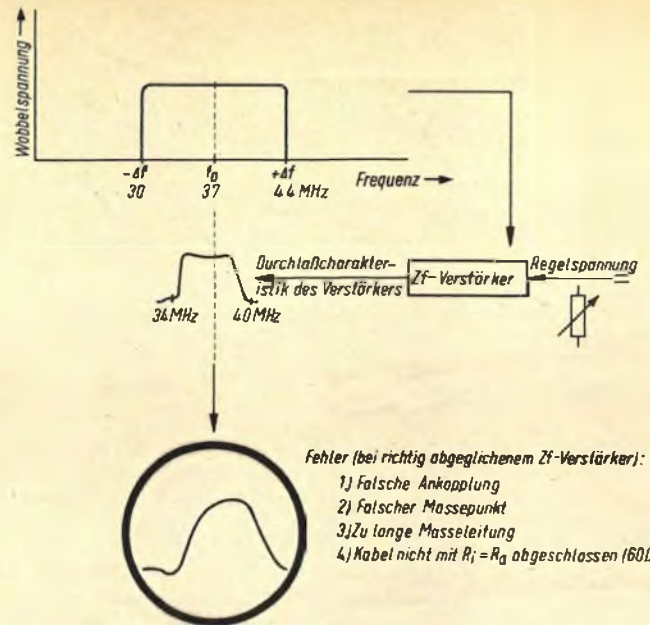 Wobbelspannung
-Δf f₀ +Δf
30 37 44 MHz
Frequenz
Durchlaßcharakter-
istik des Verstärkers
Zf-Verstärker
Regelspannung
34MHz 40MHz
Fehler (bei richtig abgeglichenem Zf-Verstärker):
1) Falsche Ankopplung
2) Falscher Massepunkt
3) Zu lange Masseleitung
4) Kabel nicht mit Ri = Ra abgeschlossen (60Ω